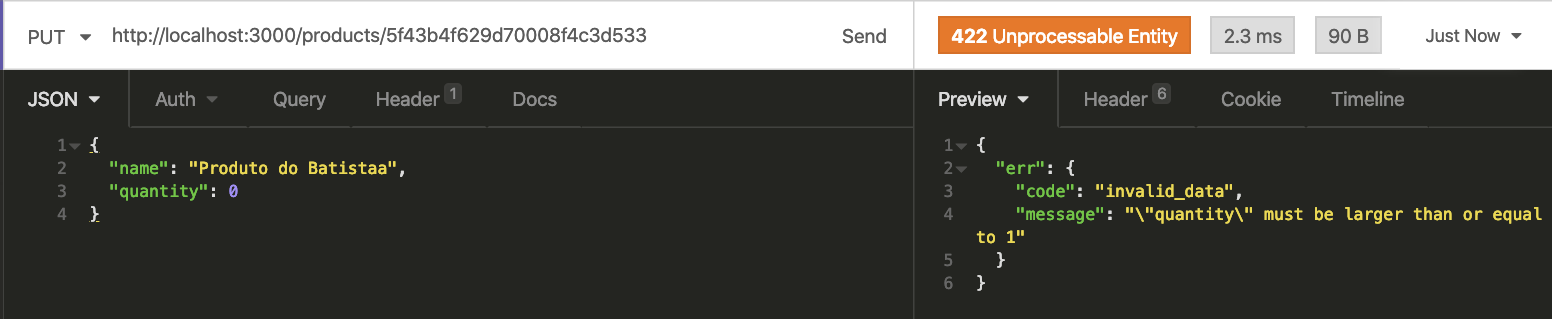 PUT http://localhost:3000/products/5f43b4f629d70008f4c3d533 Send
422 Unprocessable Entity 2.3 ms 90 B Just Now
JSON Auth Query Header 1 Docs
1 {
2 "name": "Produto do Batistaa",
3 "quantity": 0
4 }
Preview Header 6 Cookie Timeline
1 {
2 "err": {
3 "code": "invalid_data",
4 "message": "\"quantity\" must be larger than or equal
to 1"
5 }
6 }